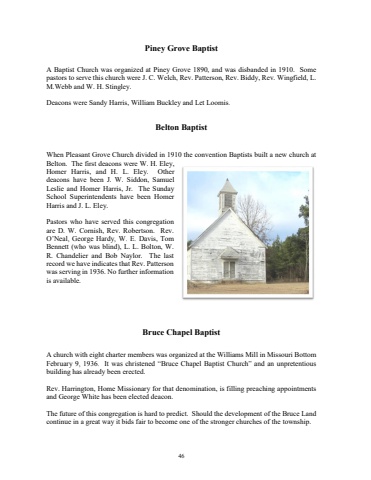 Piney Grove Baptist
A Baptist Church was organized at Piney Grove 1890, and was disbanded in 1910. Some
pastors to serve this church were J. C. Welch, Rev. Patterson, Rev. Biddy, Rev. Wingfield, L.
M.Webb and W. H. Stingley.
Deacons were Sandy Harris, William Buckley and Let Loomis.
Belton Baptist
When Pleasant Grove Church divided in 1910 the convention Baptists built a new church at
Belton. The first deacons were W. H. Eley,
Homer Harris, and H. L. Eley. Other
deacons have been J. W. Siddon, Samuel
Leslie and Homer Harris, Jr. The Sunday
School Superintendents have been Homer
Harris and J. L. Eley.
Pastors who have served this congregation
are D. W. Cornish, Rev. Robertson. Rev.
O'Neal, George Hardy, W. E. Davis, Tom
Bennett (who was blind), L. L. Bolton, W.
R. Chandelier and Bob Naylor. The last
record we have indicates that Rev. Patterson
was serving in 1936. No further information
is available.
Bruce Chapel Baptist
A church with eight charter members was organized at the Williams Mill in Missouri Bottom
February 9, 1936. It was christened "Bruce Chapel Baptist Church" and an unpretentious
building has already been erected.
Rev. Harrington, Home Missionary for that denomination, is filling preaching appointments
and George White has been elected deacon.
The future of this congregation is hard to predict. Should the development of the Bruce Land
continue in a great way it bids fair to become one of the stronger churches of the township.
46